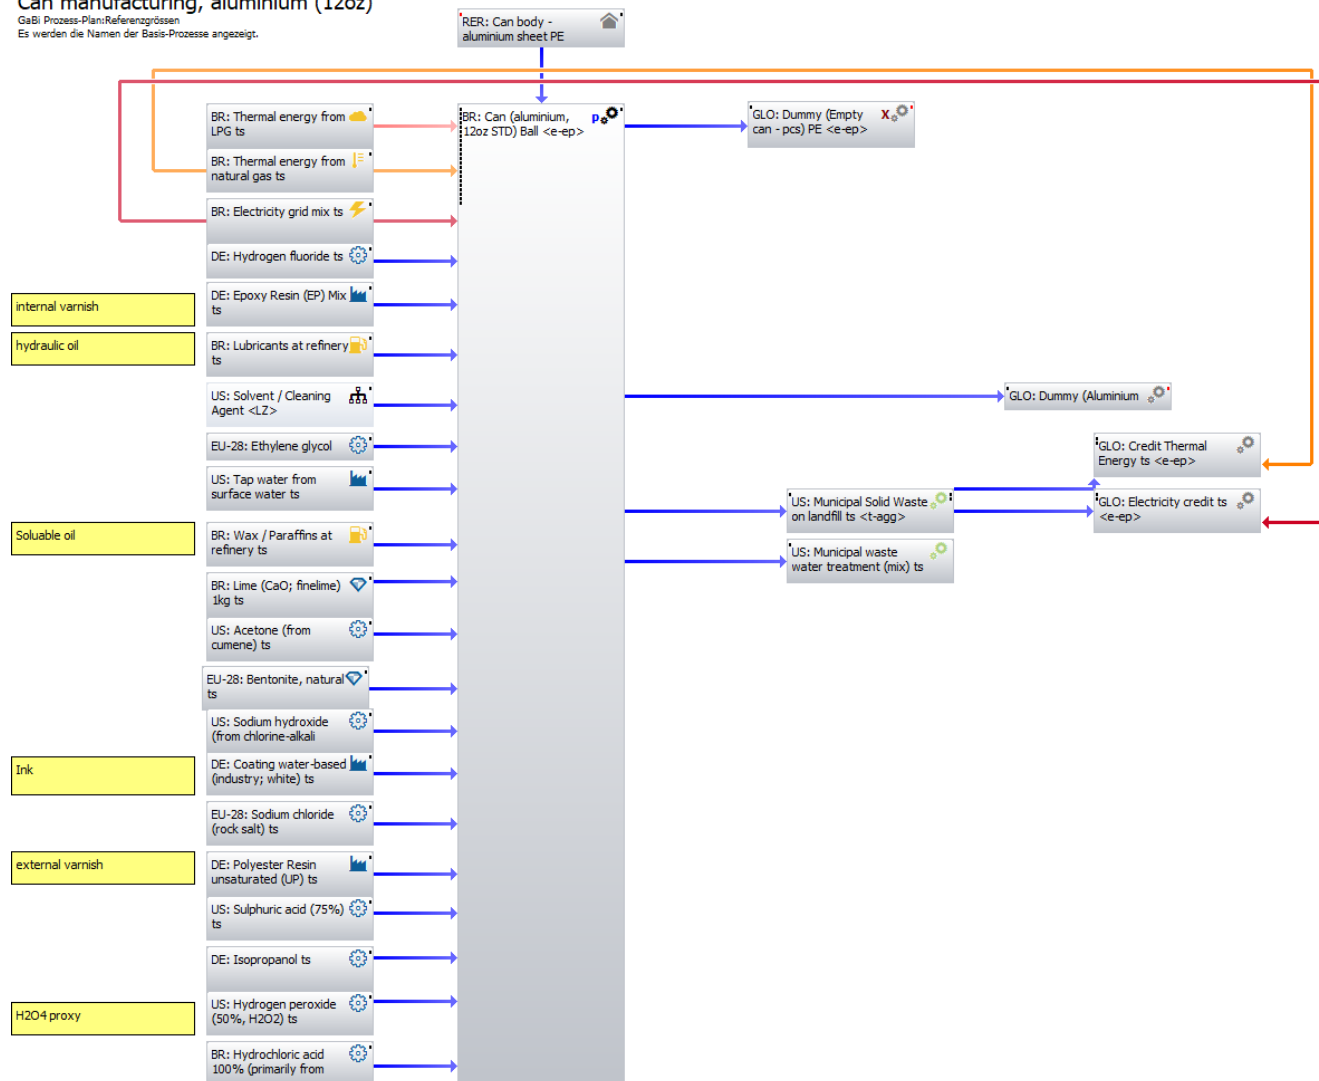 Can manufacturing, aluminium (12oz)
GaBi Prozess-Plan:Referenzgrössen
Es werden die Namen der Basis-Prozesse angezeigt.
RER: Can body -
aluminium sheet PE
BR: Thermal energy from
LPG ts
BR: Can (aluminium,
12oz STD) Ball <e-ep>
p
GLO: Dummy (Empty
can - pcs) PE <e-ep>
X
BR: Thermal energy from
natural gas ts
BR: Electricity grid mix ts
DE: Hydrogen fluoride ts
internal varnish
DE: Epoxy Resin (EP) Mix
ts
hydraulic oil
BR: Lubricants at refinery
ts
US: Solvent / Cleaning
Agent <LZ>
GLO: Dummy (Aluminium
EU-28: Ethylene glycol
GLO: Credit Thermal
Energy ts <e-ep>
US: Tap water from
surface water ts
US: Municipal Solid Waste
on landfill ts <t-agg>
GLO: Electricity credit ts
<e-ep>
Soluable oil
BR: Wax / Paraffins at
refinery ts
US: Municipal waste
water treatment (mix) ts
BR: Lime (CaO; finelime)
1kg ts
US: Acetone (from
cumene) ts
EU-28: Bentonite, natural
ts
US: Sodium hydroxide
(from chlorine-alkali
Ink
DE: Coating water-based
(industry; white) ts
EU-28: Sodium chloride
(rock salt) ts
external varnish
DE: Polyester Resin
unsaturated (UP) ts
US: Sulphuric acid (75%)
ts
DE: Isopropanol ts
H2O4 proxy
US: Hydrogen peroxide
(50%, H2O2) ts
BR: Hydrochloric acid
100% (primarily from